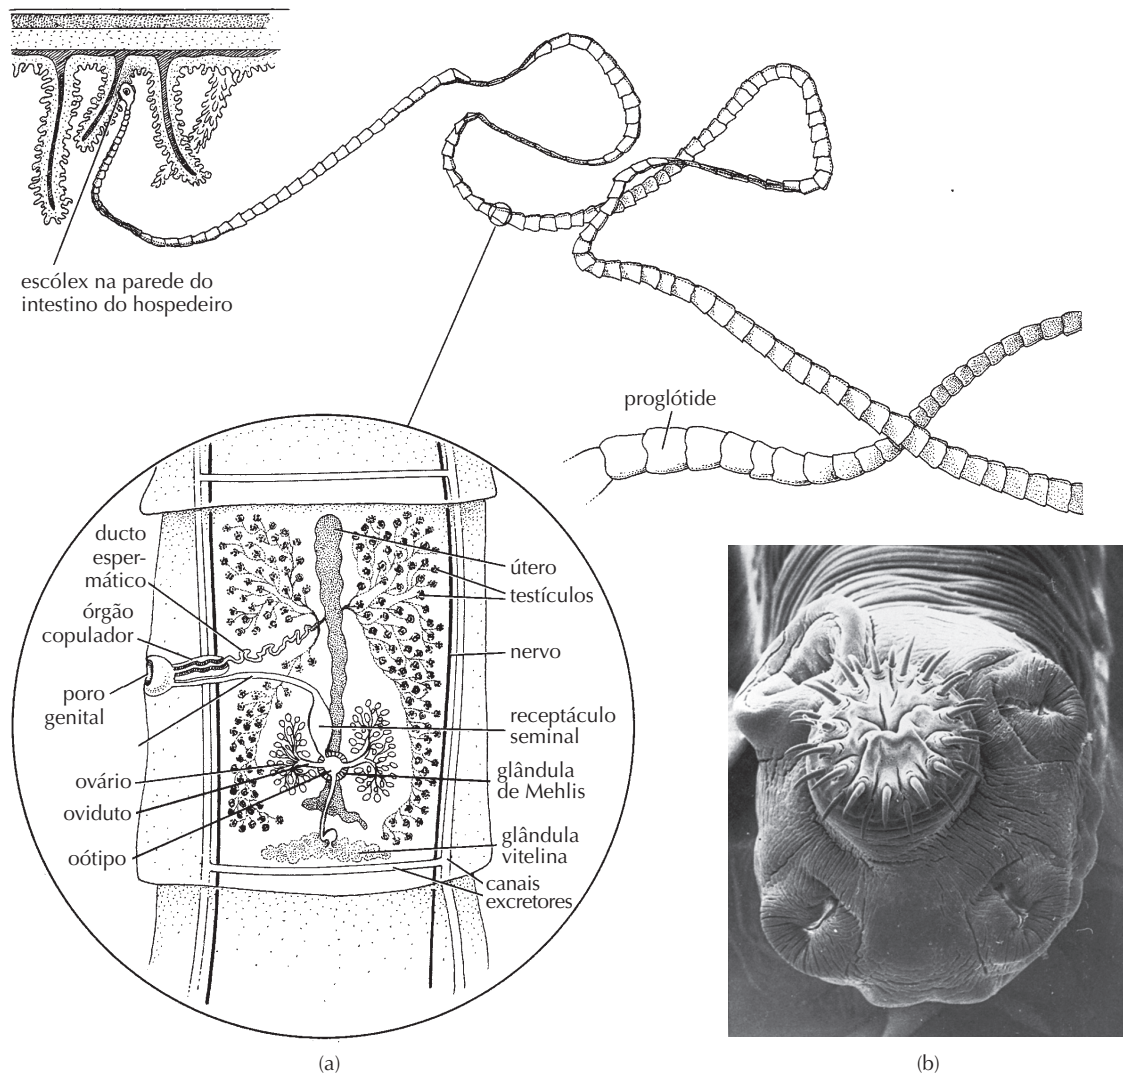 escólex na parede do
intestino do hospedeiro
proglótide
ducto
esper-
mático
órgão
copulador
poro
genital
ovário
oviduto
oótipo
útero
testículos
nervo
receptáculo
seminal
glândula
de Mehlis
glândula
vitelina
canais
excretores
(a)
(b)